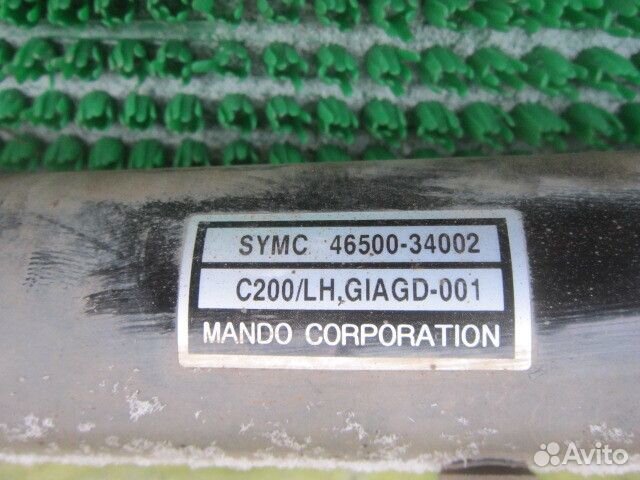 SYMC 46500-34002
C200/LH,GIAGD-001
MANDO CORPORATION
Avito